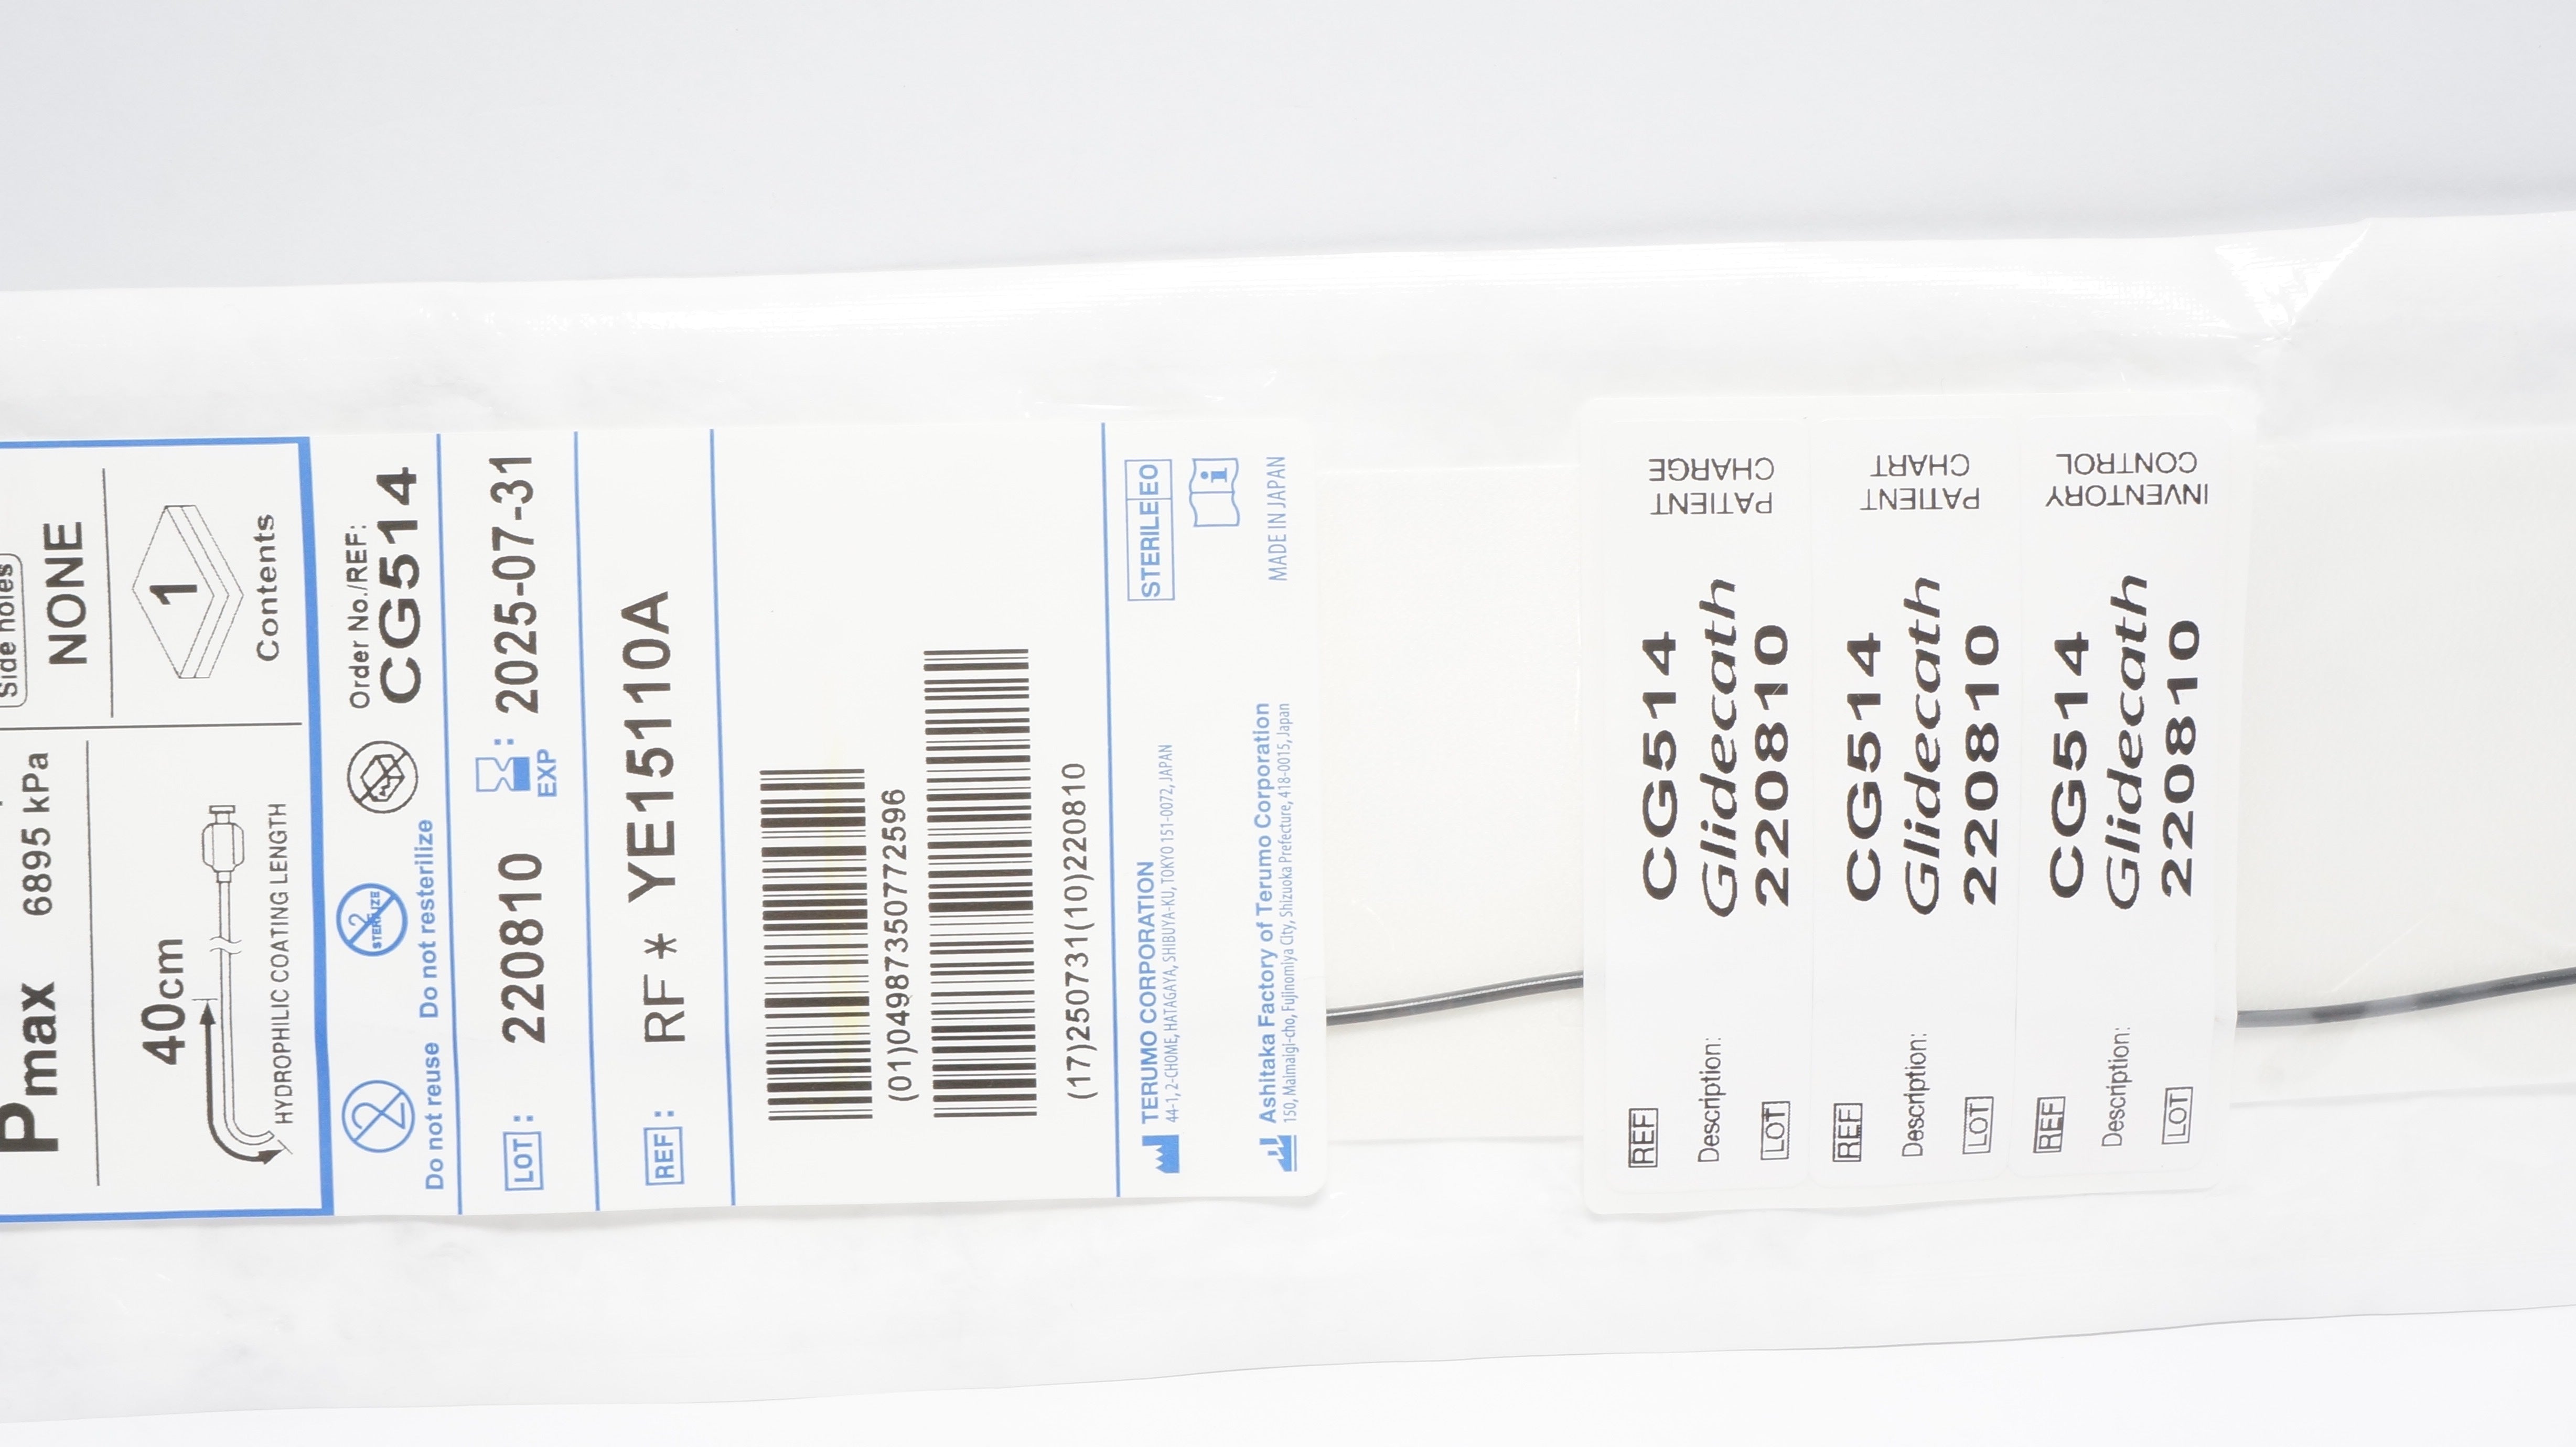 Side holes
NONE
Pmax 6895 kPa
1
Contents
40cm
HYDROPHILIC COATING LENGTH
Order No./REF:
CG514
2
STERILIZE
2
Do not reuse Do not resterilize
LOT : 220810 EXP : 2025-07-31
REF : RF * YE15110A
(01)04987350772596
(17)250731(10)220810
STERILE EO
TERUMO CORPORATION
44-1, 2-CHOME, HATAGAYA, SHIBUYA-KU, TOKYO 151-0072, JAPAN
i
MADE IN JAPAN
Ashitaka Factory of Terumo Corporation
150, Maimaigi-cho, Fujinomiya City, Shizuoka Prefecture, 418-0015, Japan
REF CG514
Description: Glidecath
LOT 220810
PATIENT
CHARGE
REF CG514
Description: Glidecath
LOT 220810
PATIENT
CHART
REF CG514
Description: Glidecath
LOT 220810
INVENTORY
CONTROL